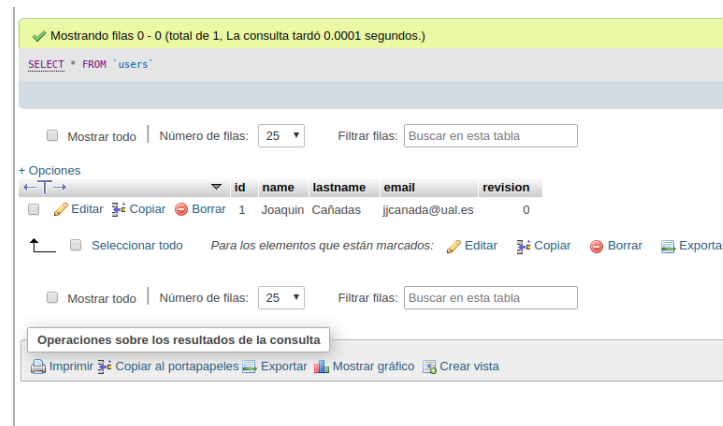 Mostrando filas 0 - 0 (total de 1, La consulta tardó 0.0001 segundos.)
SELECT * FROM `users`
Mostrar todo | Número de filas: 25 Filtrar filas: Buscar en esta tabla
+ Opciones
←T→ id name lastname email revision
Editar Copiar Borrar 1 Joaquin Cañadas jjcanada@ual.es 0
Seleccionar todo Para los elementos que están marcados: Editar Copiar Borrar Exporta
Mostrar todo | Número de filas: 25 Filtrar filas: Buscar en esta tabla
Operaciones sobre los resultados de la consulta
Imprimir Copiar al portapapeles Exportar Mostrar gráfico Crear vista